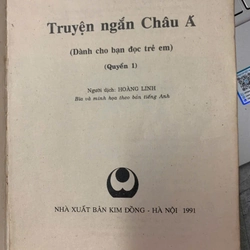 Truyện ngắn Châu Á
(Dành cho bạn đọc trẻ em)
(Quyển 1)
Người dịch: HOÀNG LINH
Bìa và minh họa theo bản tiếng Anh
NHÀ XUẤT BẢN KIM ĐỒNG - HÀ NỘI 1991